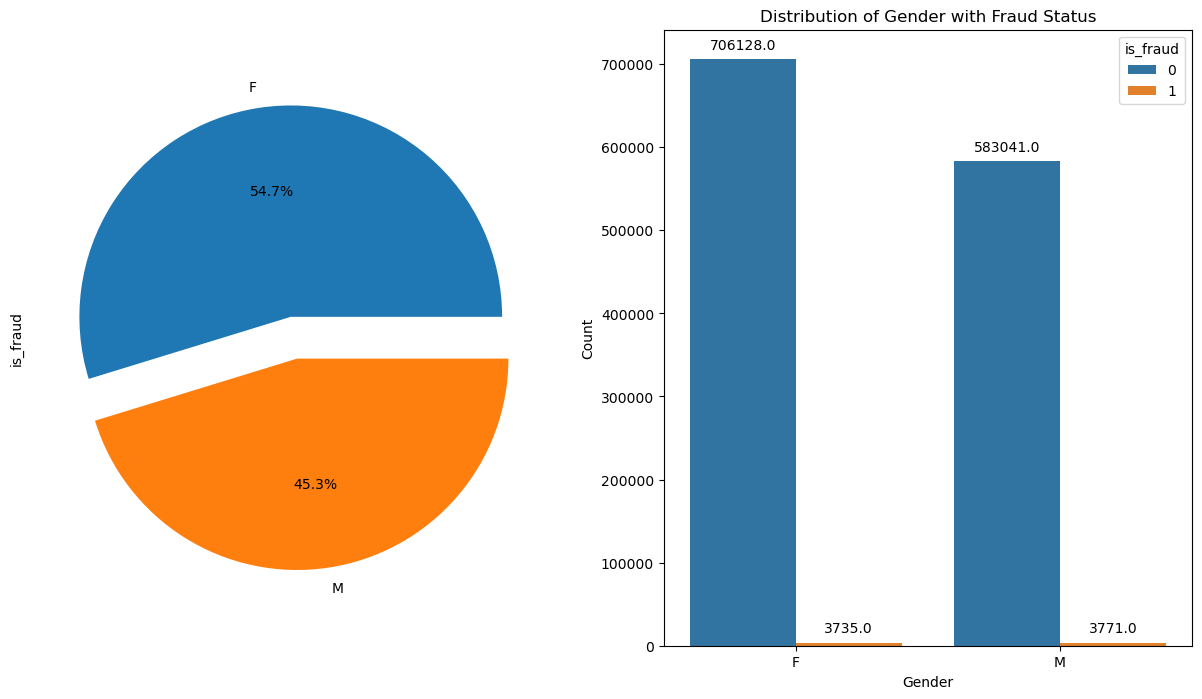 F
54.7%
45.3%
M
is_fraud
Distribution of Gender with Fraud Status
706128.0
583041.0
3735.0
3771.0
is_fraud
0
1
700000
600000
500000
400000
300000
200000
100000
0
Count
F
M
Gender